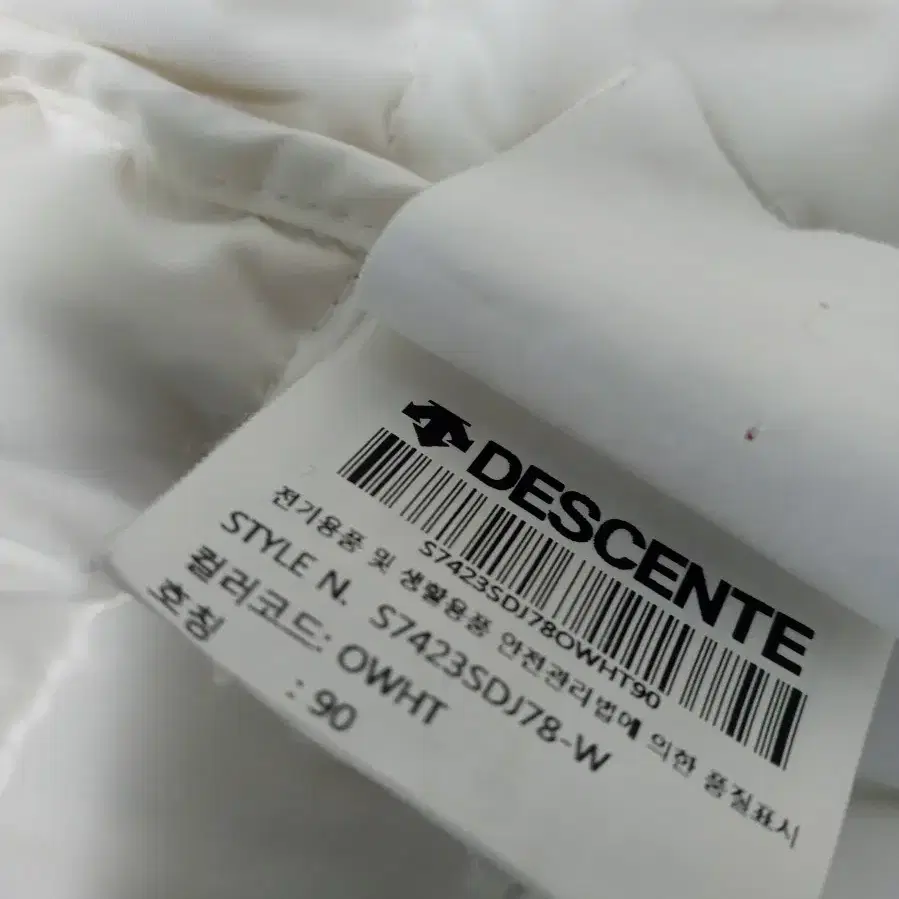 DESCENTE
S7423SDJ78OWHT90
전기용품 및 생활용품 안전관리법에 의한 품질표시
STYLE N. S7423SDJ78-W
컬러코드: OWHT
호칭 : 90